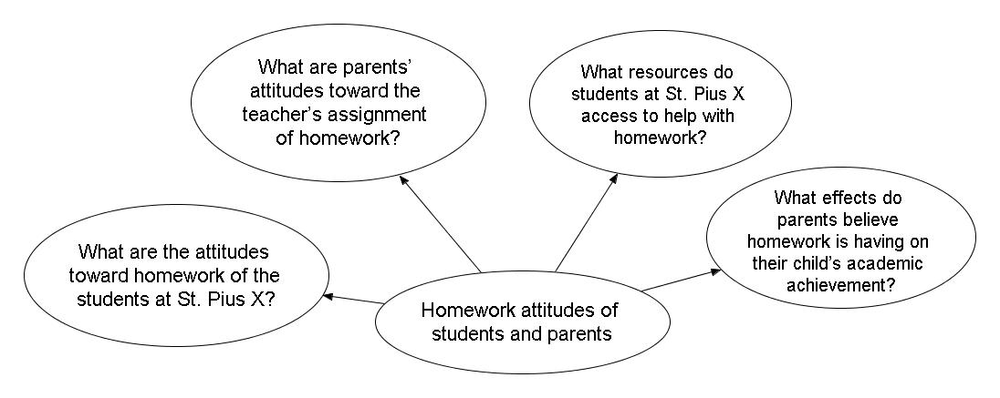 What are parents’
attitudes toward the
teacher’s assignment
of homework?
What resources do
students at St. Pius X
access to help with
homework?
What effects do
parents believe
homework is having on
their child’s academic
achievement?
What are the attitudes
toward homework of the
students at St. Pius X?
Homework attitudes of
students and parents